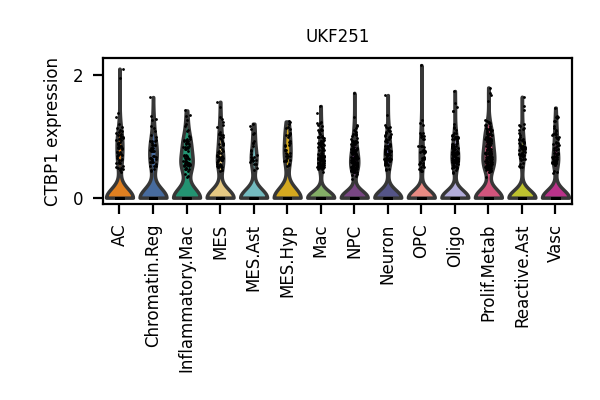 UKF251
CTBP1 expression
2
0
AC
Chromatin.Reg
Inflammatory.Mac
MES
MES.Ast
MES.Hyp
Mac
NPC
Neuron
OPC
Oligo
Prolif.Metab
Reactive.Ast
Vasc